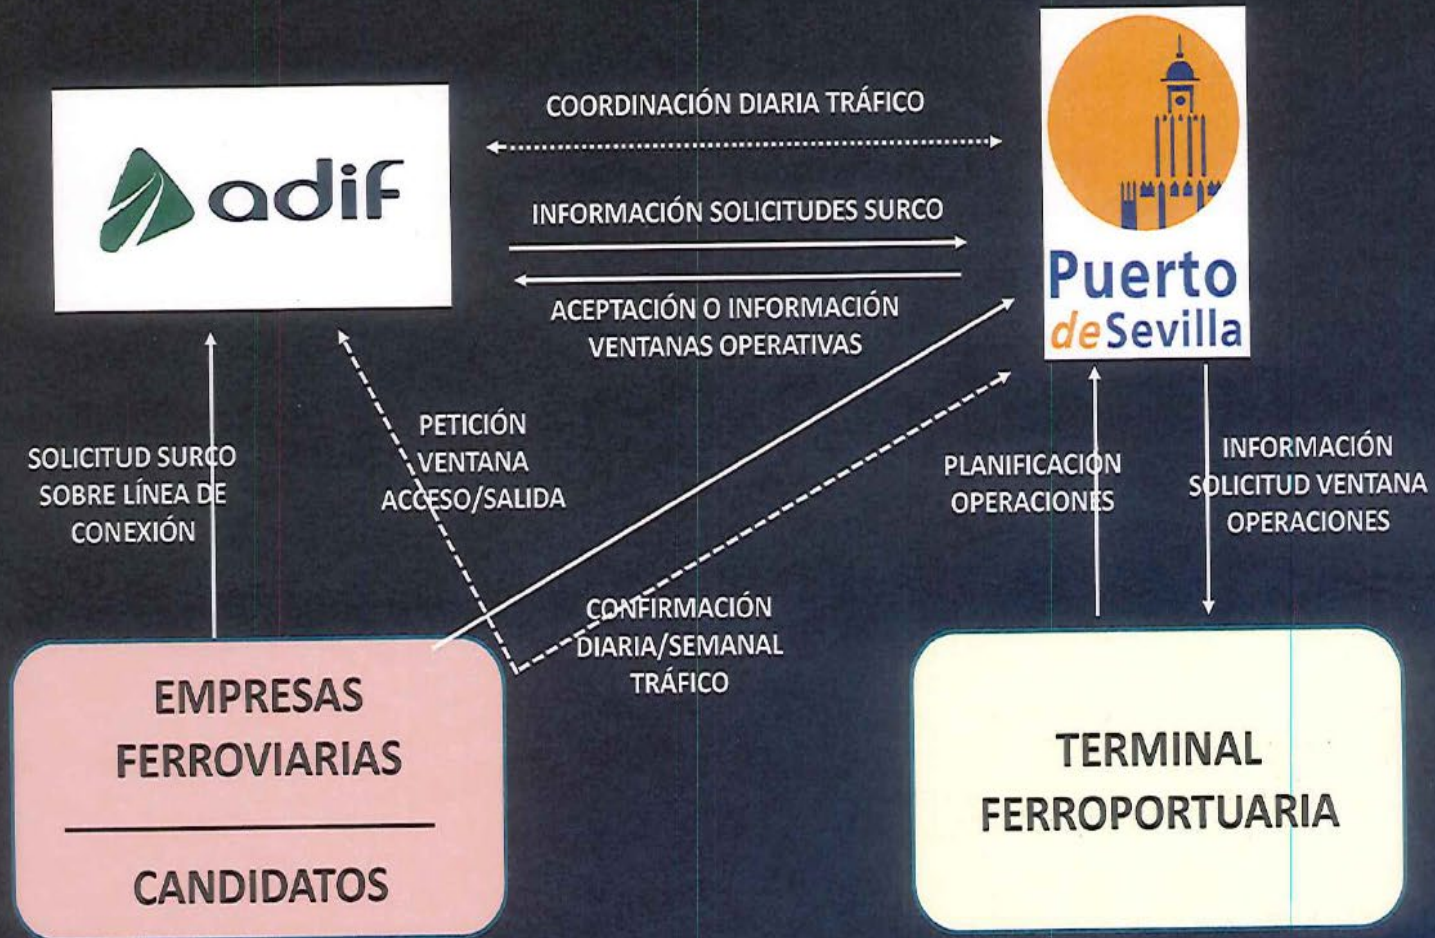 adif
COORDINACIÓN DIARIA TRÁFICO
INFORMACIÓN SOLICITUDES SURCO
ACEPTACIÓN O INFORMACIÓN
VENTANAS OPERATIVAS
Puerto
de Sevilla
SOLICITUD SURCO
SOBRE LÍNEA DE
CONEXIÓN
PETICIÓN
VENTANA
ACCESO/SALIDA
PLANIFICACIÓN
OPERACIONES
INFORMACIÓN
SOLICITUD VENTANA
OPERACIONES
CONFIRMACIÓN
DIARIA/SEMANAL
TRÁFICO
EMPRESAS
FERROVIARIAS
CANDIDATOS
TERMINAL
FERROPORTUARIA